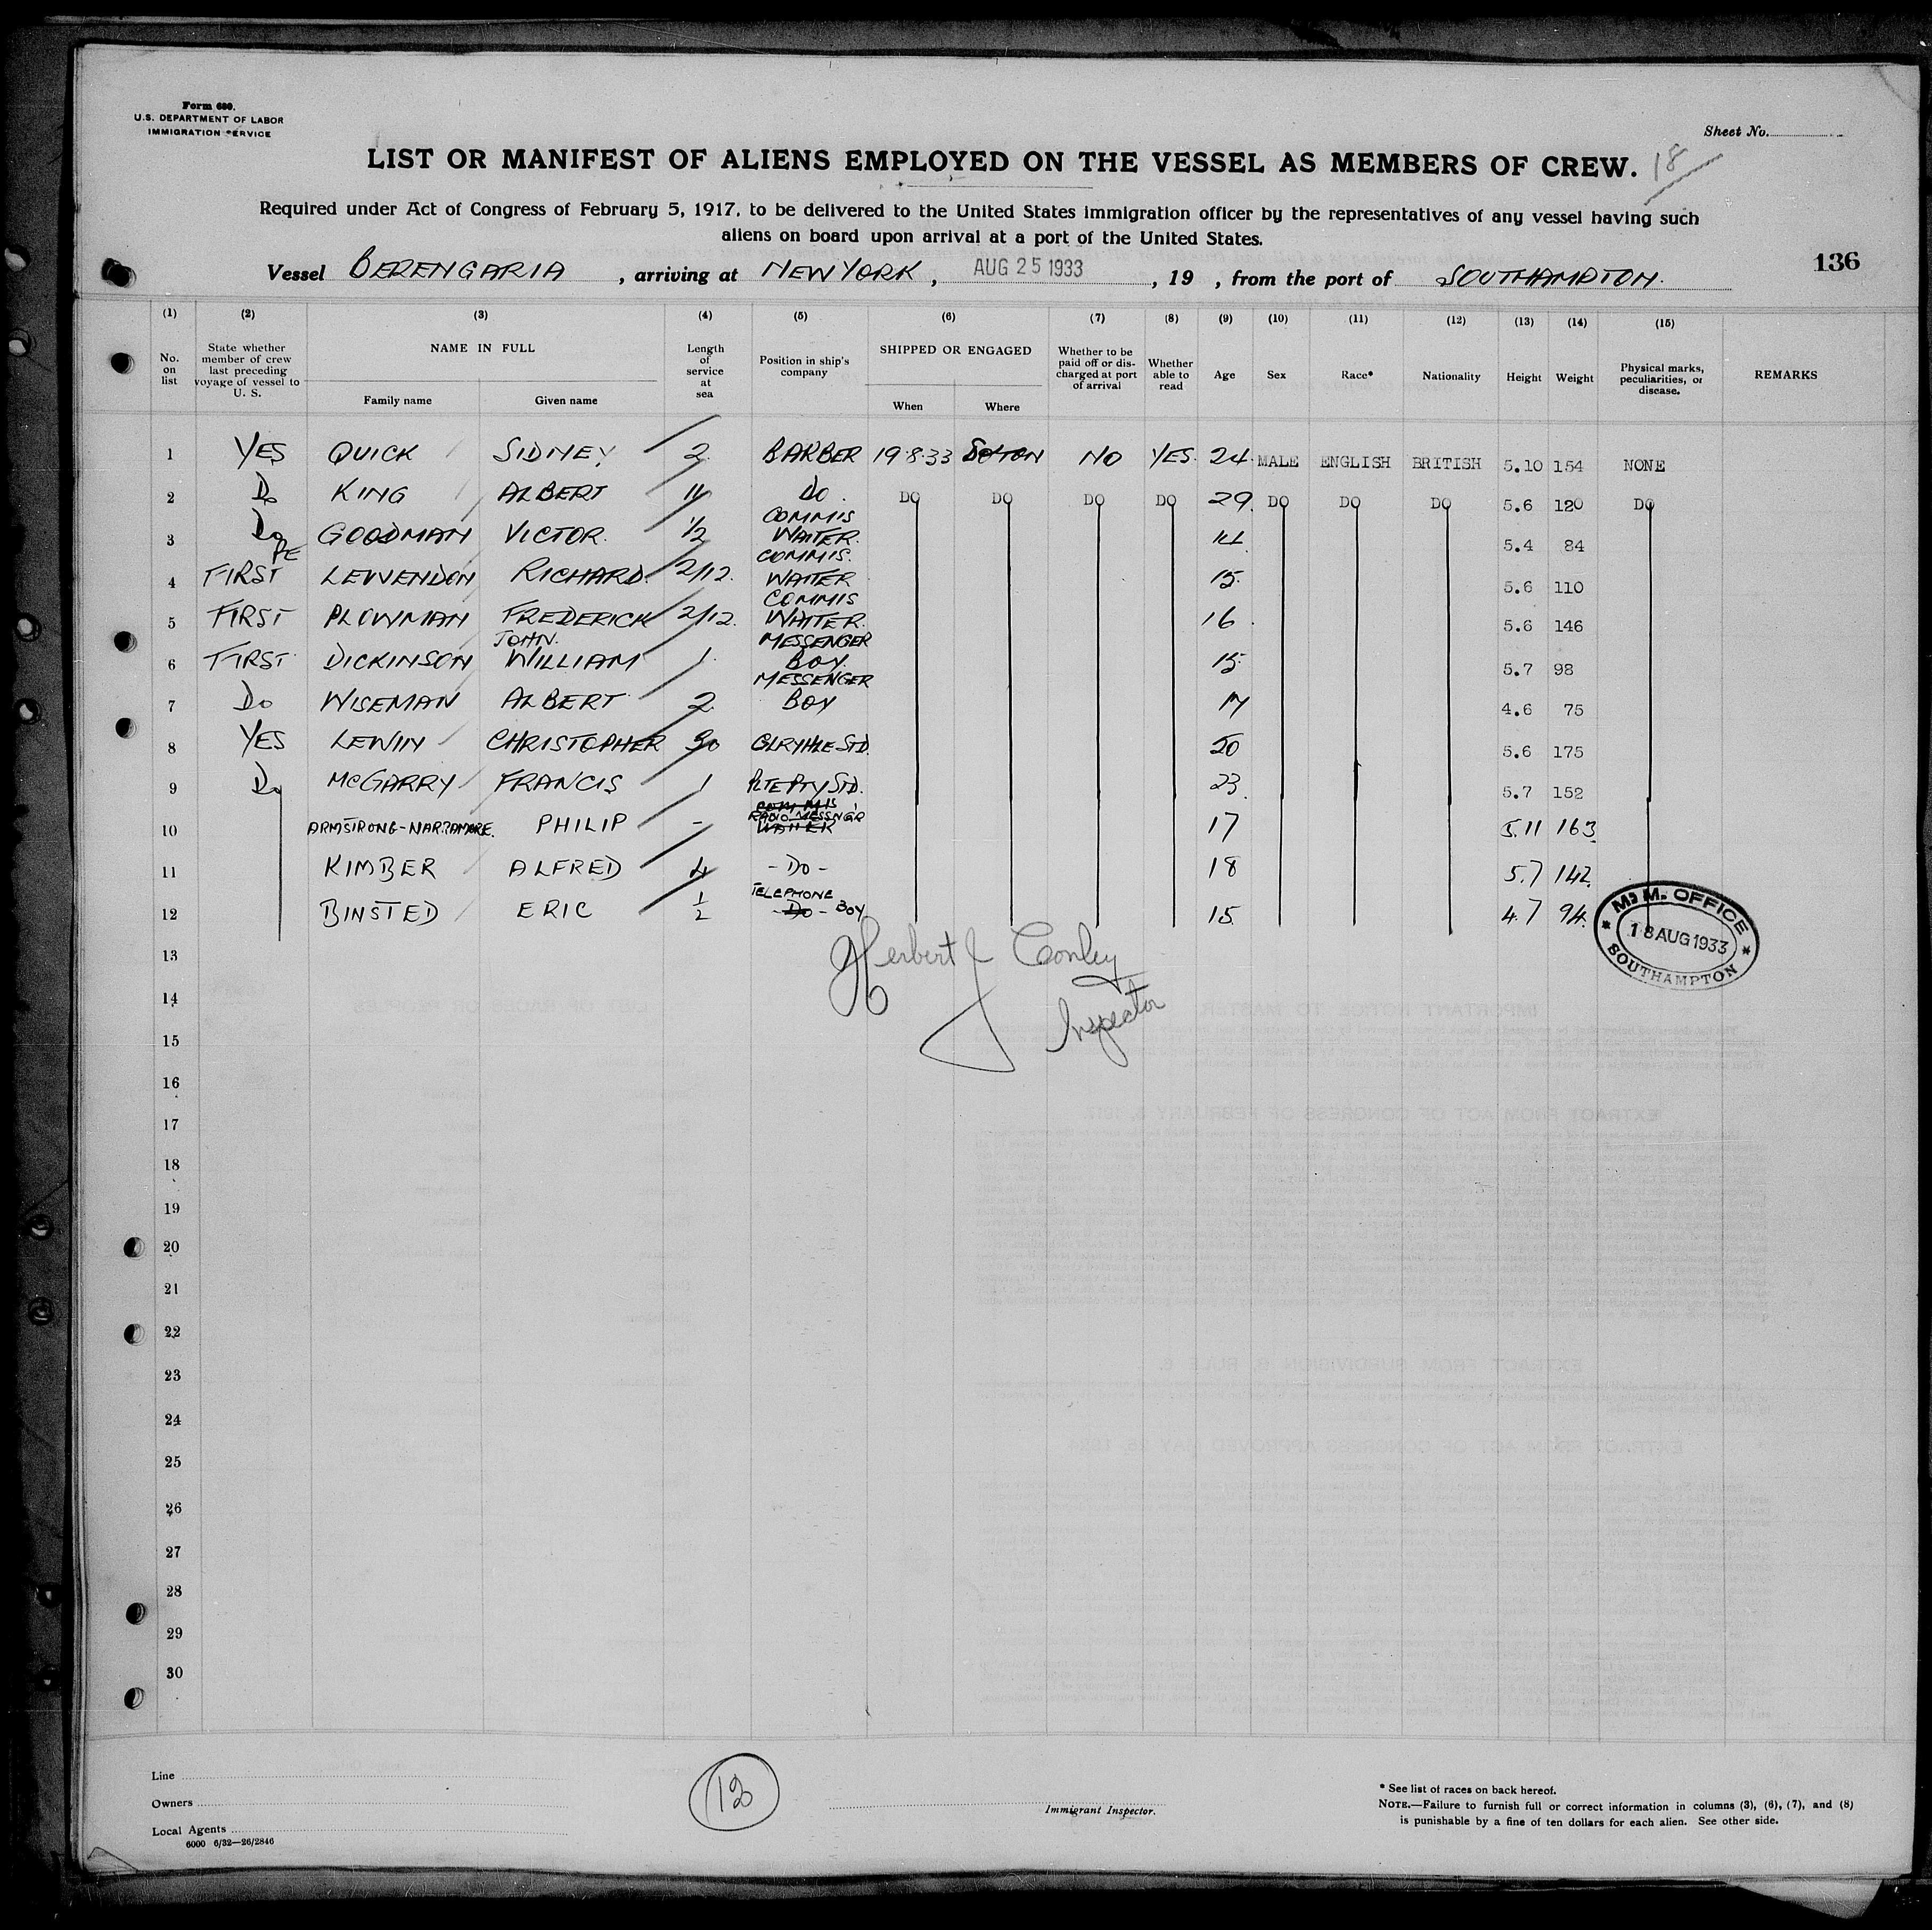 Form 680.
U.S. DEPARTMENT OF LABOR
IMMIGRATION SERVICE
Sheet No.
LIST OR MANIFEST OF ALIENS EMPLOYED ON THE VESSEL AS MEMBERS OF CREW. 18
Required under Act of Congress of February 5, 1917, to be delivered to the United States immigration officer by the representatives of any vessel having such
aliens on board upon arrival at a port of the United States.
136
Vessel BERENGARIA, arriving at NEW YORK, AUG 25 1933, 19 , from the port of SOUTHAMPTON.
(1) (2) (3) (4) (5) (6) (7) (8) (9) (10) (11) (12) (13) (14) (15)
No. on list
State whether member of crew last preceding voyage of vessel to U. S.
NAME IN FULL
Family name
Given name
Length of service at sea
Position in ship's company
SHIPPED OR ENGAGED
When
Where
Whether to be paid off or discharged at port of arrival
Whether able to read
Age
Sex
Race*
Nationality
Height
Weight
Physical marks, peculiarities, or disease.
REMARKS
1 YES QUICK SIDNEY 2 BARBER 19.8.33 SOTON NO YES 24 MALE ENGLISH BRITISH 5.10 154 NONE
2 Do KING ALBERT 11 Do. DO DO DO DO 29 DO DO DO 5.6 120 DO
3 Do GOODMAN VICTOR. 1/2 COMMIS WAITER. 14 5.4 84
4 FIRST LEWENDON RICHARD. 2/12. COMMIS. WAITER 15 5.6 110
5 FIRST PLOWMAN FREDERICK 2/12. COMMIS WAITER. 16 5.6 146
6 FIRST DICKINSON JOHN. WILLIAM 1. MESSENGER BOY. 15 5.7 98
7 Do WISEMAN ALBERT 2 MESSENGER BOY 17 4.6 75
8 YES LEWIN CHRISTOPHER 30 STD. 50 5.6 175
9 Do McGARRY FRANCIS 1 STD. 23 5.7 152
10 ARMSTRONG-NARRAMORE. PHILIP - COMMIS WAITER RADIO MESSNGR 17 5.11 163
11 KIMBER ALFRED 4 - Do - 18 5.7 142
12 BINSTED ERIC 1/2 TELEPHONE - Do - BOY 15 4.7 94
M. M. OFFICE
18 AUG 1933
SOUTHAMPTON
13
Herbert J Conley
14
Inspector
15
16
17
18
19
20
21
22
23
24
25
26
27
28
29
30
Line
Owners
Local Agents
6000 6/32—26/2846
12
Immigrant Inspector.
* See list of races on back hereof.
NOTE.—Failure to furnish full or correct information in columns (3), (6), (7), and (8)
is punishable by a fine of ten dollars for each alien. See other side.